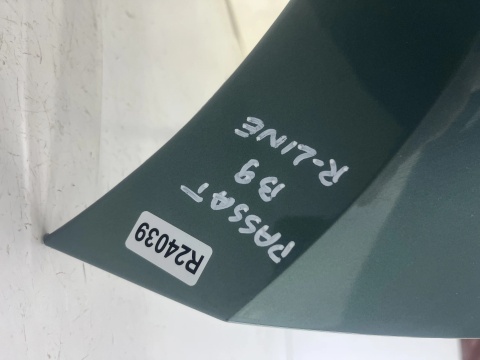 PASSAT
B9
R-LINE
R24039